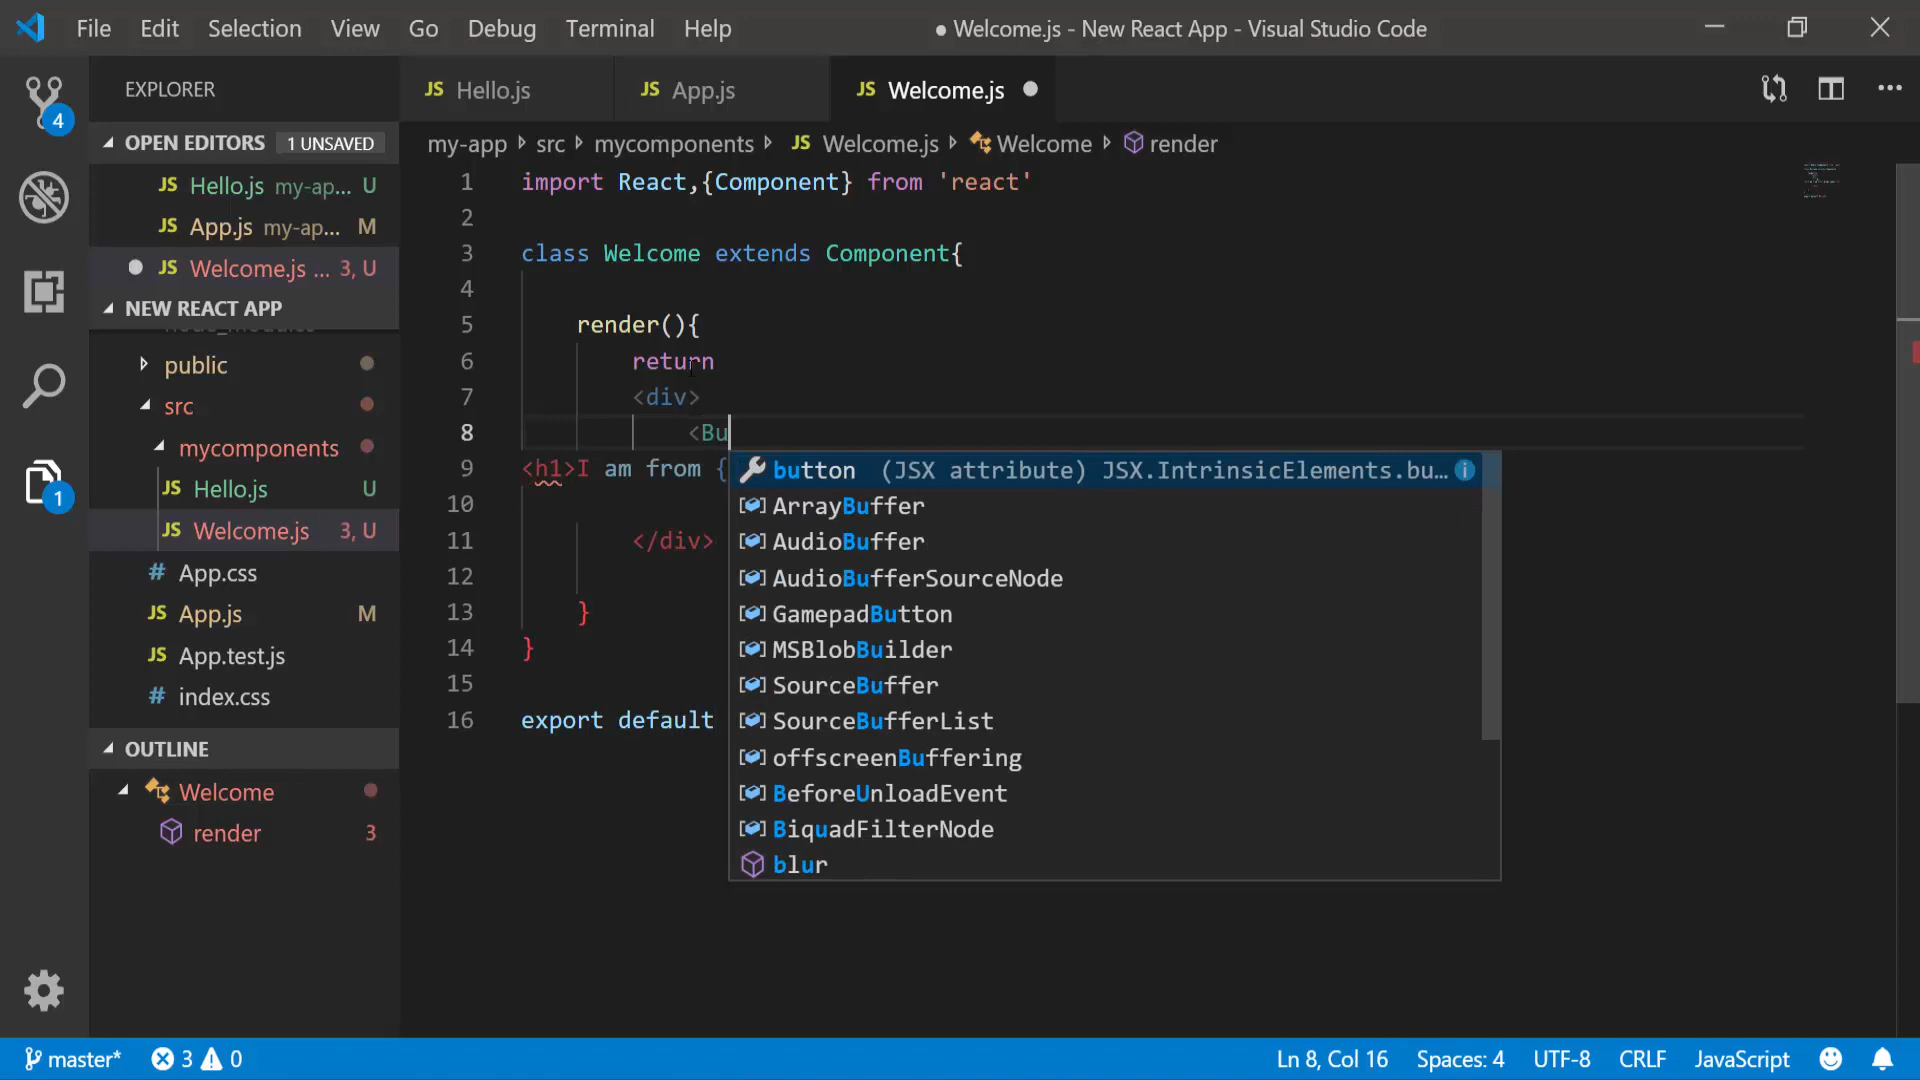 File Edit Selection View Go Debug Terminal Help
● Welcome.js - New React App - Visual Studio Code
4
1
EXPLORER
OPEN EDITORS 1 UNSAVED
JS Hello.js my-ap... U
JS App.js my-ap... M
JS Welcome.js ... 3, U
NEW REACT APP
public
src
mycomponents
JS Hello.js U
JS Welcome.js 3, U
# App.css
JS App.js M
JS App.test.js
# index.css
OUTLINE
Welcome
render 3
JS Hello.js JS App.js JS Welcome.js
my-app src mycomponents JS Welcome.js Welcome render
1 import React,{Component} from 'react'
2
3 class Welcome extends Component{
4
5 render(){
6 return
7 <div>
8 <Bu
9 <h1>I am from {
10
11 </div>
12
13 }
14 }
15
16 export default
button (JSX attribute) JSX.IntrinsicElements.bu...
ArrayBuffer
AudioBuffer
AudioBufferSourceNode
GamepadButton
MSBlobBuilder
SourceBuffer
SourceBufferList
offscreenBuffering
BeforeUnloadEvent
BiquadFilterNode
blur
master* 3 0 Ln 8, Col 16 Spaces: 4 UTF-8 CRLF JavaScript